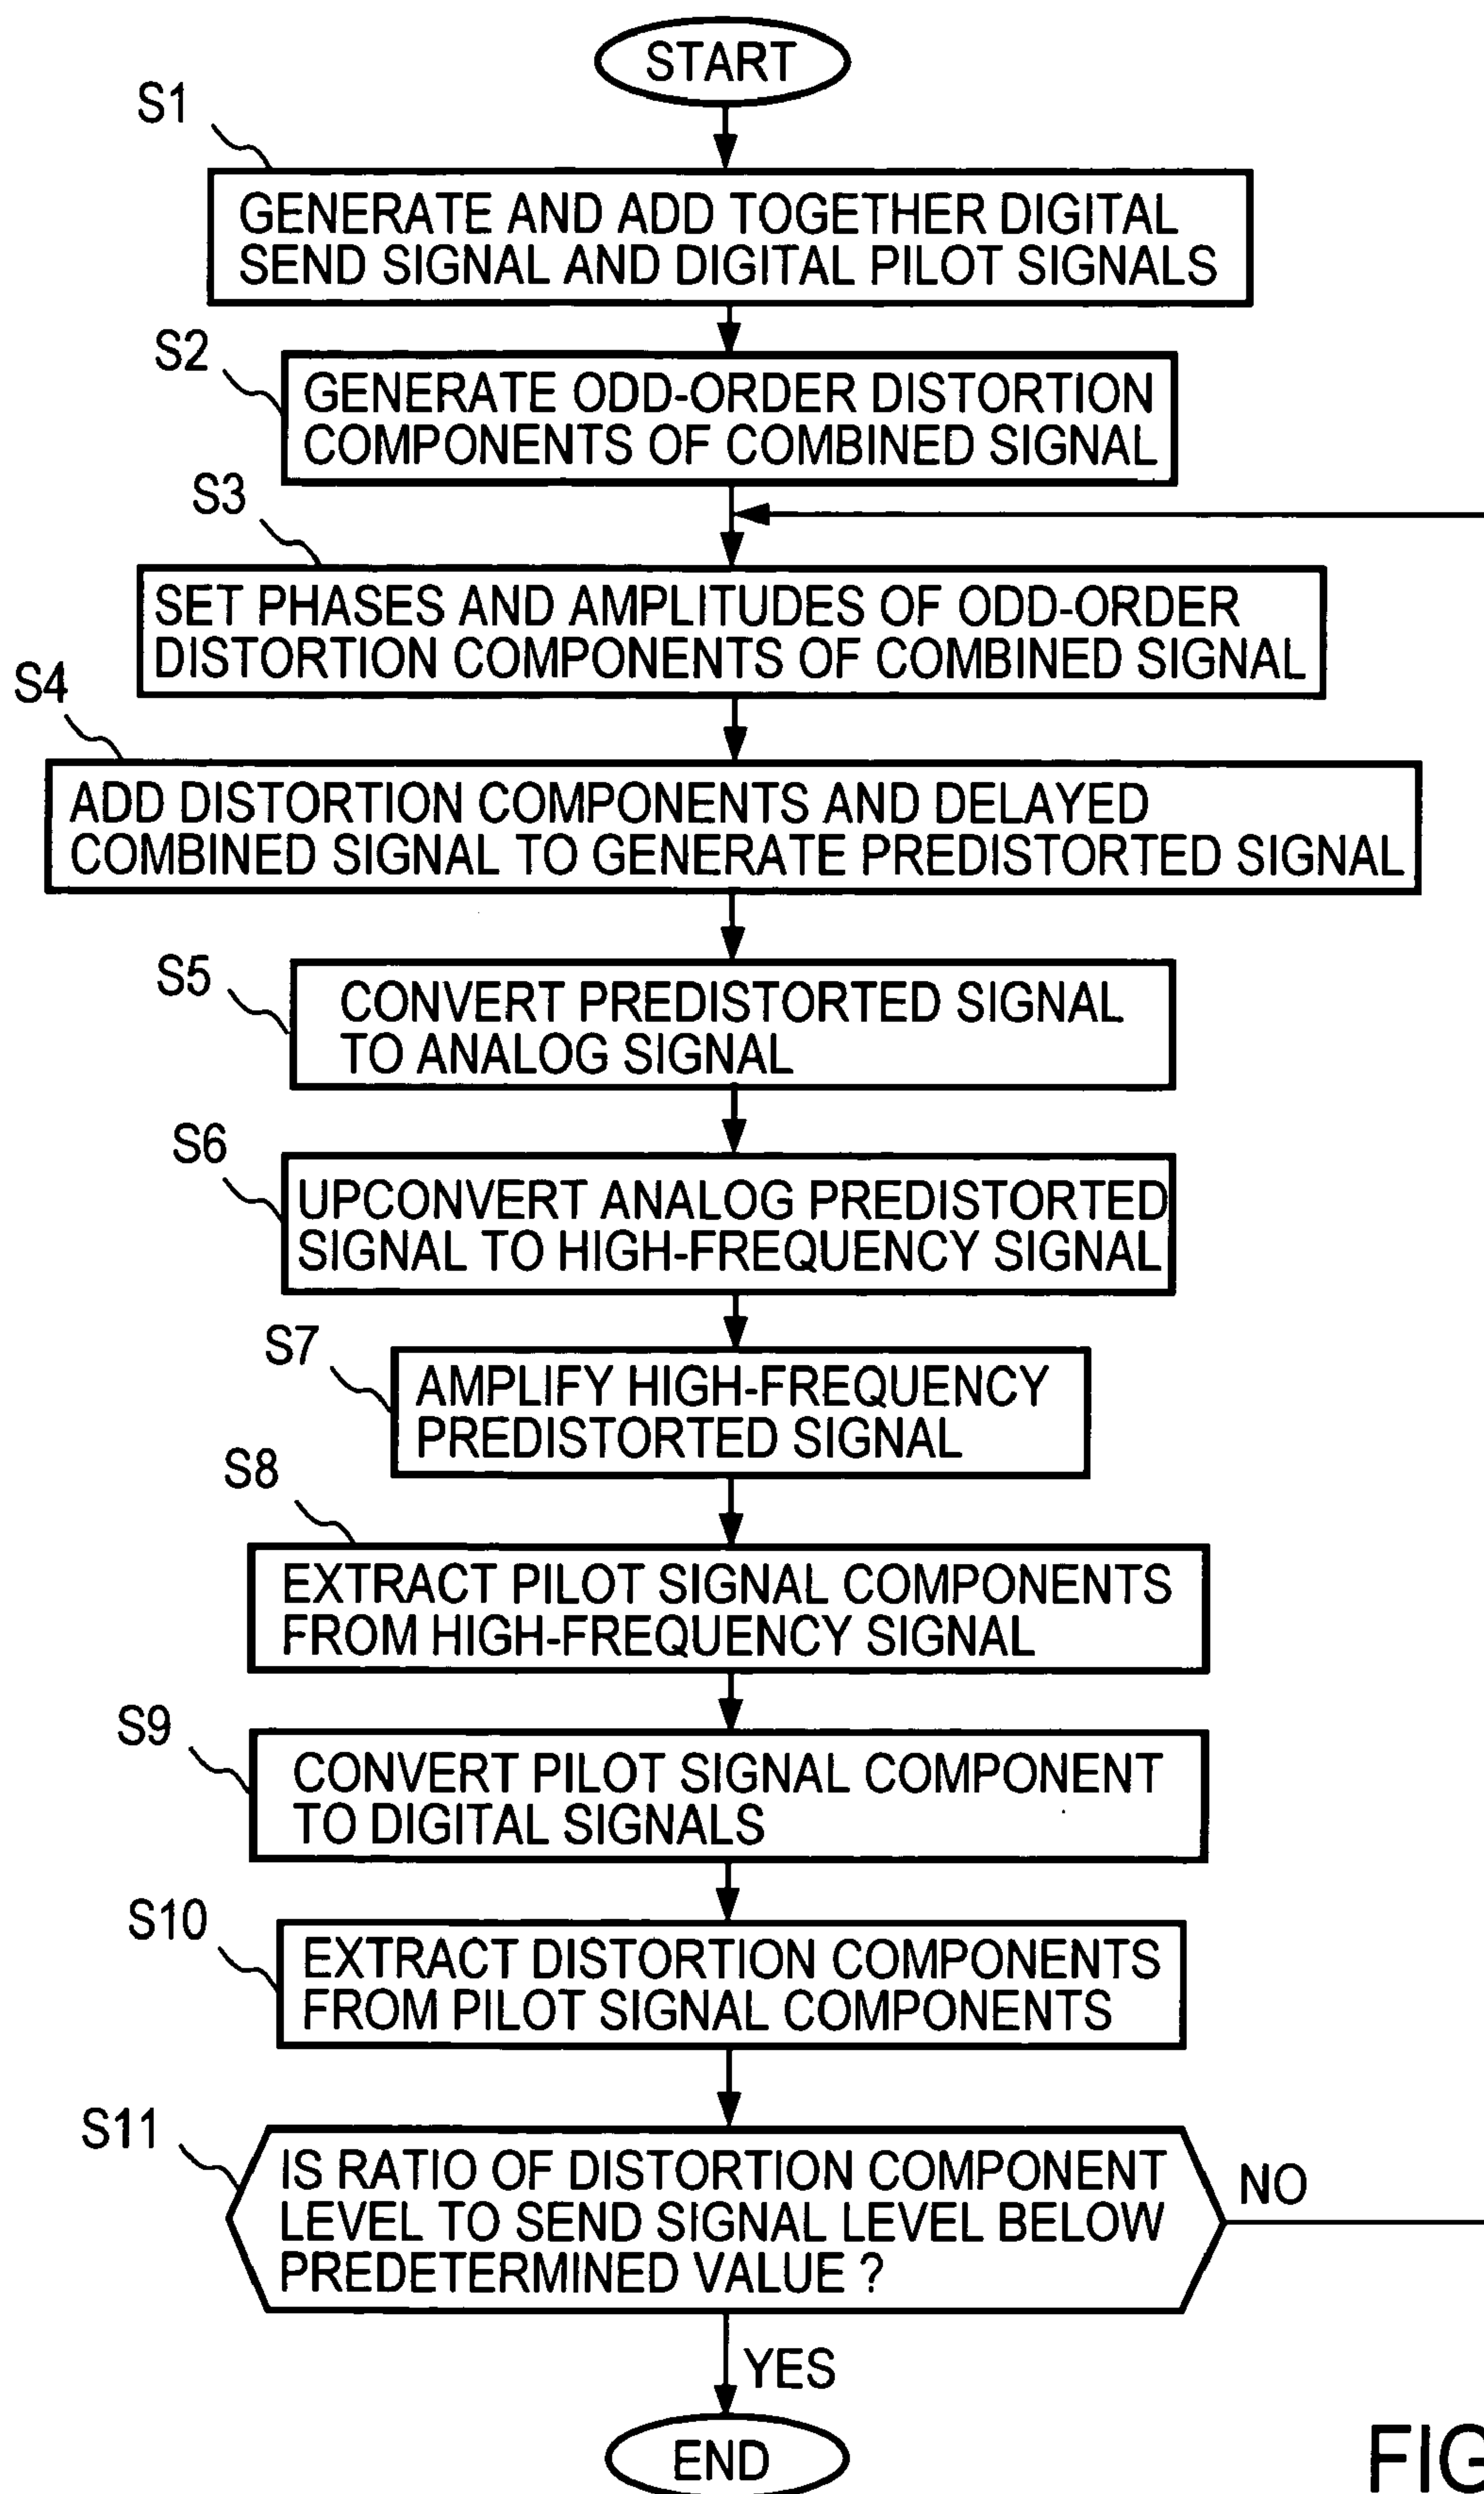 START
S1
GENERATE AND ADD TOGETHER DIGITAL
SEND SIGNAL AND DIGITAL PILOT SIGNALS
S2
GENERATE ODD-ORDER DISTORTION
COMPONENTS OF COMBINED SIGNAL
S3
SET PHASES AND AMPLITUDES OF ODD-ORDER
DISTORTION COMPONENTS OF COMBINED SIGNAL
S4
ADD DISTORTION COMPONENTS AND DELAYED
COMBINED SIGNAL TO GENERATE PREDISTORTED SIGNAL
S5
CONVERT PREDISTORTED SIGNAL
TO ANALOG SIGNAL
S6
UPCONVERT ANALOG PREDISTORTED
SIGNAL TO HIGH-FREQUENCY SIGNAL
S7
AMPLIFY HIGH-FREQUENCY
PREDISTORTED SIGNAL
S8
EXTRACT PILOT SIGNAL COMPONENTS
FROM HIGH-FREQUENCY SIGNAL
S9
CONVERT PILOT SIGNAL COMPONENT
TO DIGITAL SIGNALS
S10
EXTRACT DISTORTION COMPONENTS
FROM PILOT SIGNAL COMPONENTS
S11
IS RATIO OF DISTORTION COMPONENT
LEVEL TO SEND SIGNAL LEVEL BELOW
PREDETERMINED VALUE ?
NO
YES
END
FIG